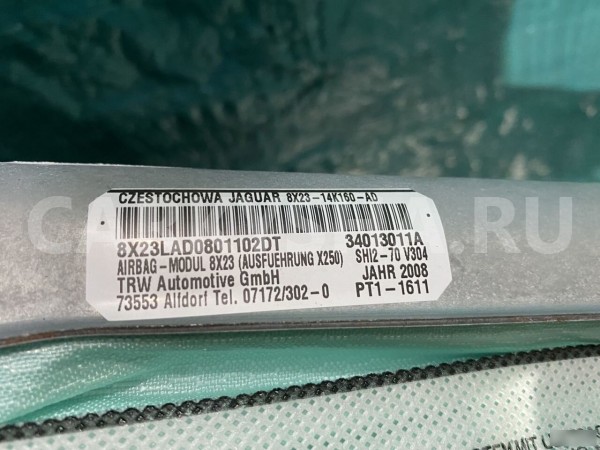 CZESTOCHOWA JAGUAR 8X23-14K160-AD
8X23LAD0801102DT 34013011A
AIRBAG-MODUL 8X23 (AUSFUEHRUNG X250) SHI2-70 V304
TRW Automotive GmbH JAHR 2008
73553 Alfdorf Tel. 07172/302-0 PT1-1611